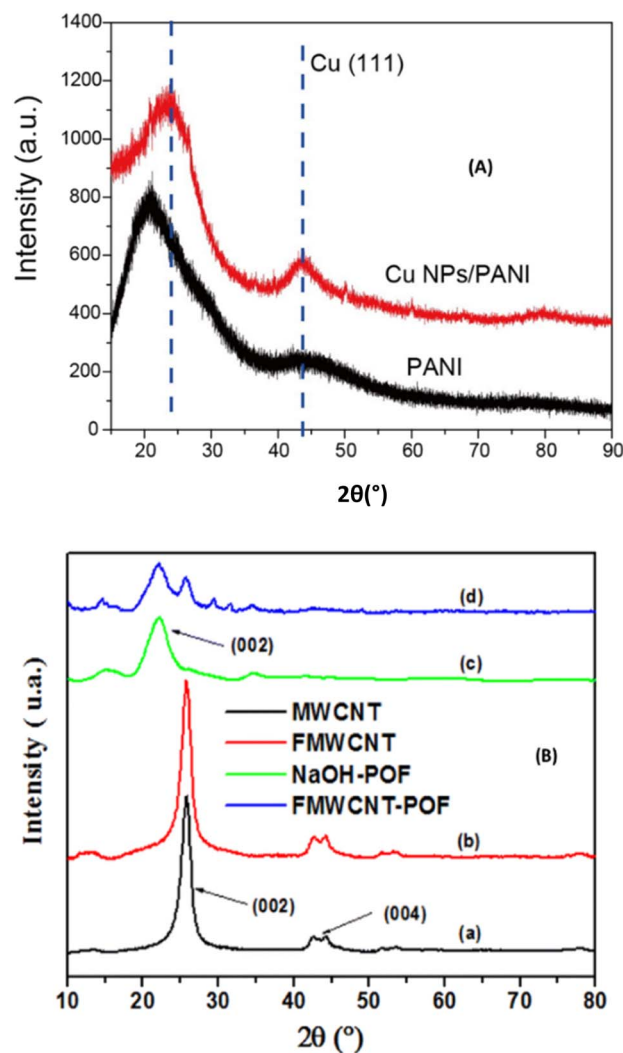 1400
1200
1000
800
600
400
200
0
Intensity (a.u.)
Cu (111)
(A)
Cu NPs/PANI
PANI
20 30 40 50 60 70 80 90
2θ(°)
(d)
(002)
(c)
MWCNT
FMWCNT
NaOH-POF
FMWCNT-POF
(B)
(b)
(002)
(004)
(a)
Intensity ( u.a.)
10 20 30 40 50 60 70 80
2θ (°)